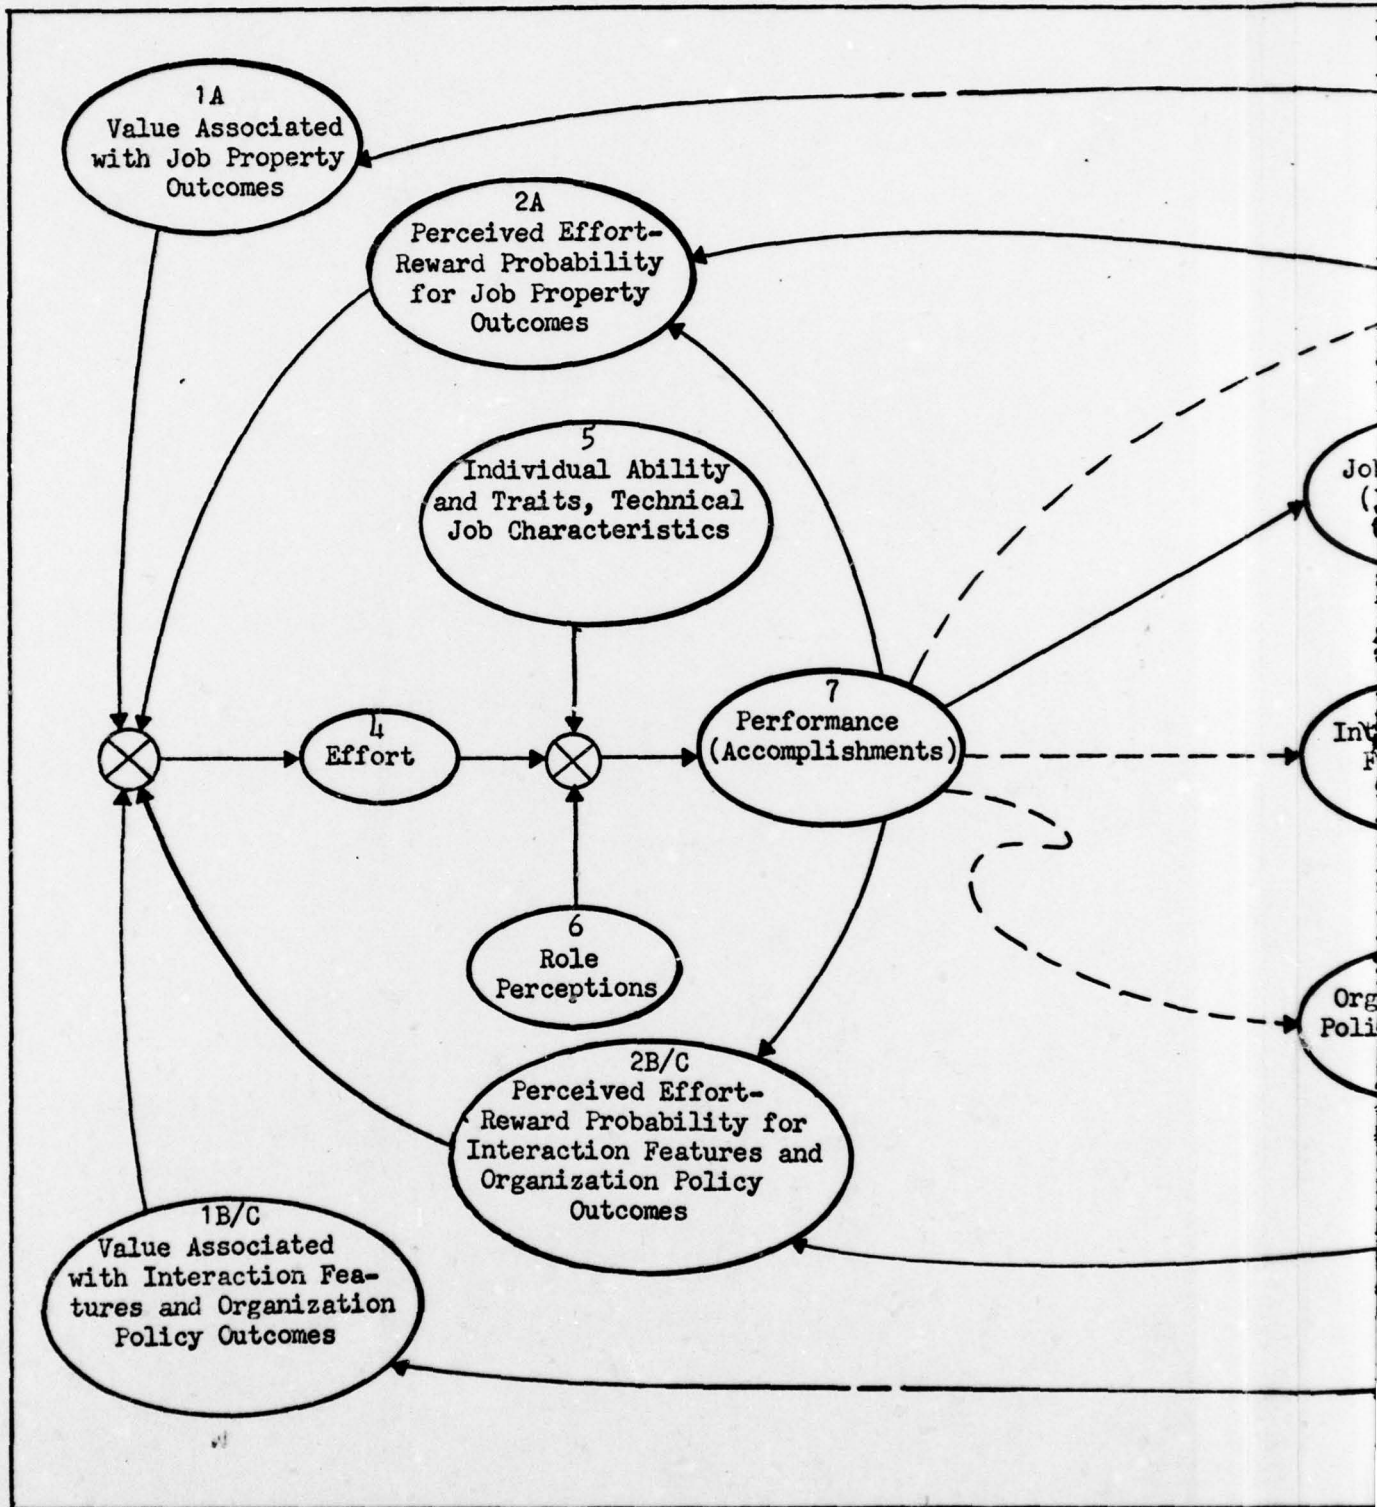 1A
Value Associated
with Job Property
Outcomes
2A
Perceived Effort-
Reward Probability
for Job Property
Outcomes
5
Individual Ability
and Traits, Technical
Job Characteristics
4
Effort
7
Performance
(Accomplishments)
6
Role
Perceptions
2B/C
Perceived Effort-
Reward Probability for
Interaction Features and
Organization Policy
Outcomes
1B/C
Value Associated
with Interaction Fea-
tures and Organization
Policy Outcomes